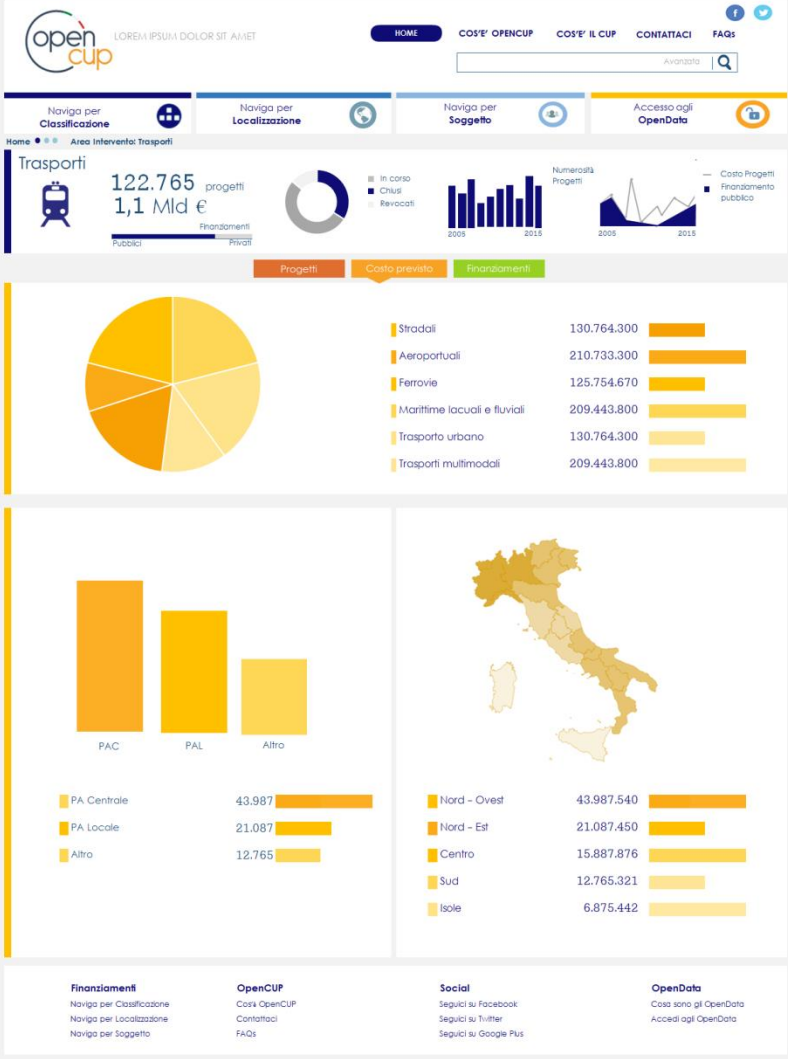 open
cup
LOREM IPSUM DOLOR SIT AMET
HOME
COS'E' OPENCUP
COS'E' IL CUP
CONTATTACI
FAQs
Avanzata
Naviga per
Classificazione
Naviga per
Localizzazione
Naviga per
Soggetto
Accesso agli
OpenData
Home
Area Intervento: Trasporti
Trasporti
122.765 progetti
1,1 Mld €
Finanziamenti
Pubblici
Privati
In corso
Chiusi
Revocati
2005
2015
Numerosità
Progetti
2005
2015
Costo Progetti
Finanziamento
pubblico
Progetti
Costo previsto
Finanziamenti
Stradali 130.764.300
Aeroportuali 210.733.300
Ferrovie 125.754.670
Marittime lacuali e fluviali 209.443.800
Trasporto urbano 130.764.300
Trasporti multimodali 209.443.800
PAC
PAL
Altro
PA Centrale 43.987
PA Locale 21.087
Altro 12.765
Nord - Ovest 43.987.540
Nord - Est 21.087.450
Centro 15.887.876
Sud 12.765.321
Isole 6.875.442
Finanziamenti
Naviga per Classificazione
Naviga per Localizzazione
Naviga per Soggetto
OpenCUP
Cos'è OpenCUP
Contattaci
FAQs
Social
Seguici su Facebook
Seguici su Twitter
Seguici su Google Plus
OpenData
Cosa sono gli OpenData
Accedi agli OpenData